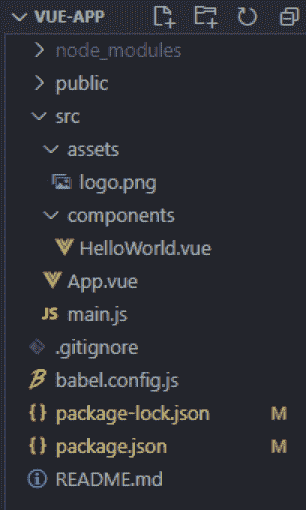 VUE-APP
node_modules
public
src
assets
logo.png
components
HelloWorld.vue
App.vue
JS main.js
.gitignore
babel.config.js
{} package-lock.json M
{} package.json M
README.md